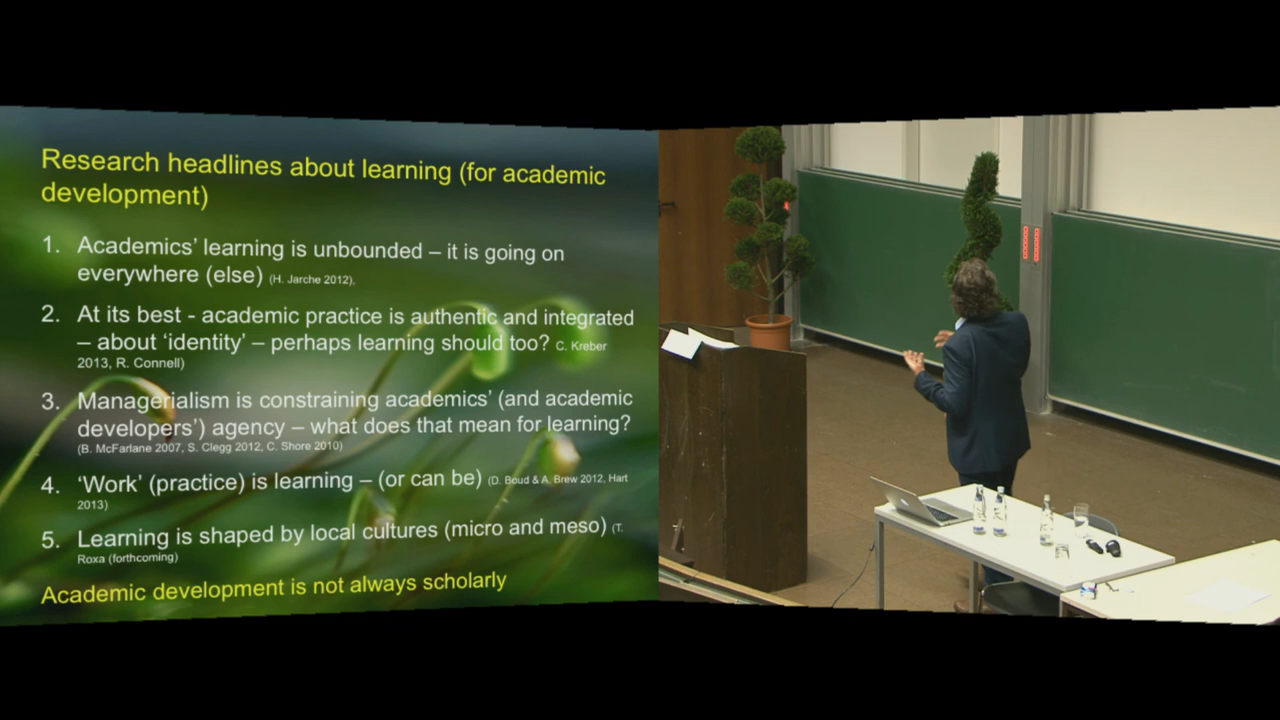 Research headlines about learning (for academic
development)
1. Academics' learning is unbounded – it is going on
everywhere (else) (H. Jarche 2012).
2. At its best - academic practice is authentic and integrated
– about 'identity' – perhaps learning should too? C. Kreber
2013, R. Connell)
3. Managerialism is constraining academics' (and academic
developers') agency – what does that mean for learning?
(B. McFarlane 2007, S. Clegg 2012, C. Shore 2010)
4. 'Work' (practice) is learning – (or can be) (D. Boud & A. Brew 2012, Hart
2013)
5. Learning is shaped by local cultures (micro and meso) (T.
Roxa (forthcoming)
Academic development is not always scholarly